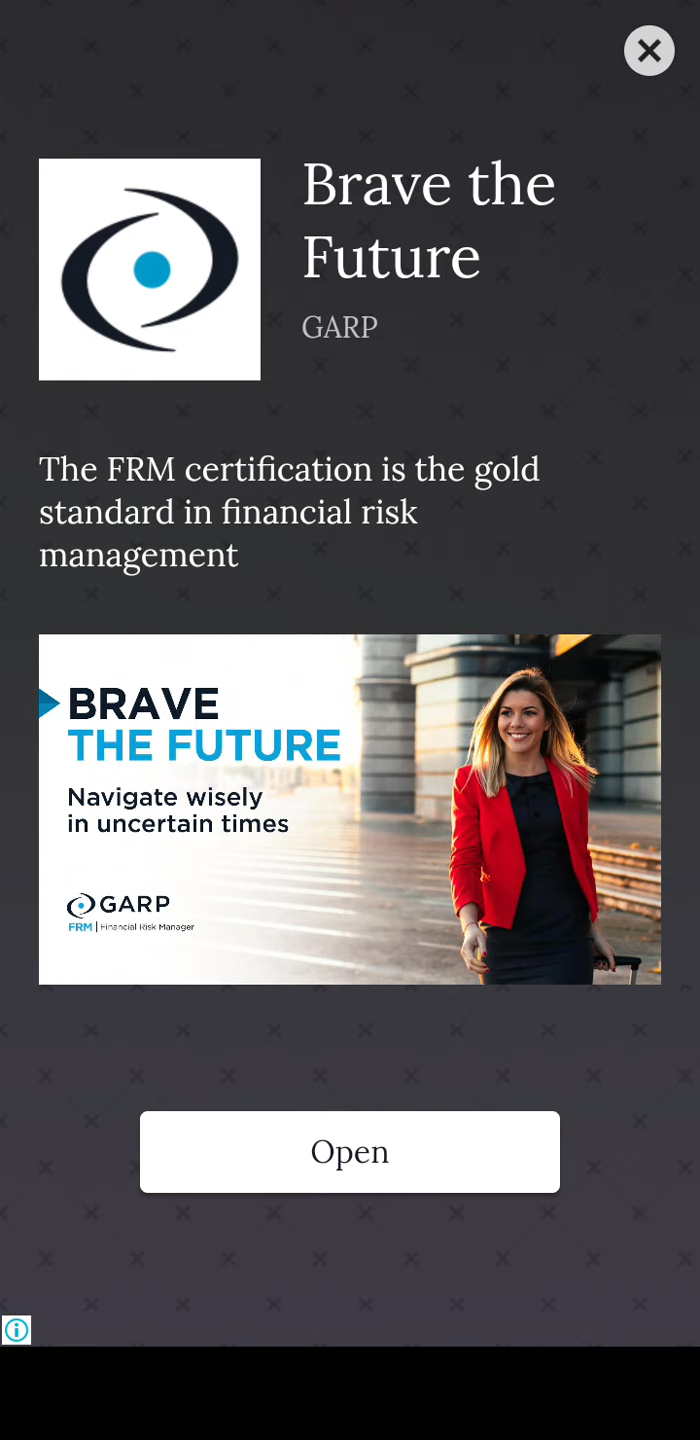 Brave the
Future
GARP
The FRM certification is the gold
standard in financial risk
management
BRAVE
THE FUTURE
Navigate wisely
in uncertain times
GARP
FRM | Financial Risk Manager
Open